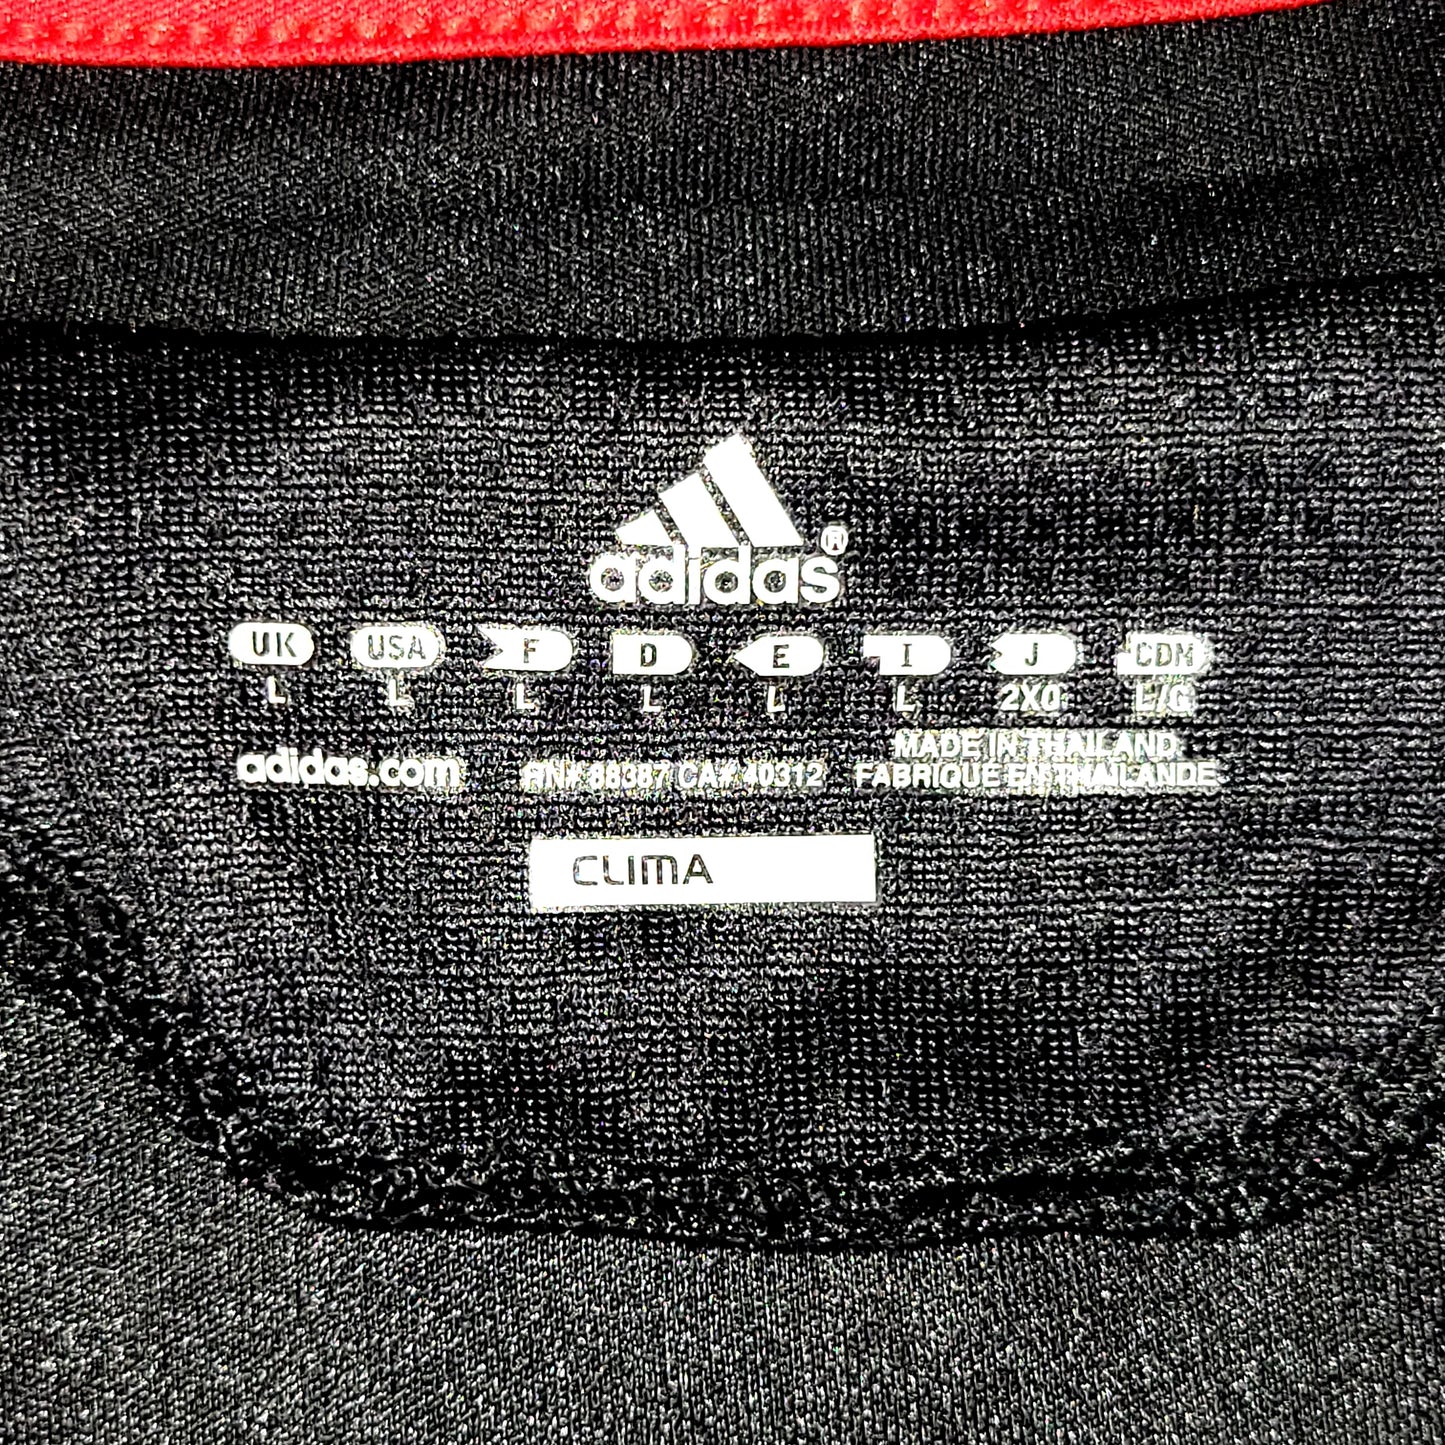 adidas®
UK USA F D E I J CDN
L L L L L L 2XO L/G
MADE IN THAILAND
adidas.com RN# 88387 CA# 40312 FABRIQUE EN THAILANDE
CLIMA